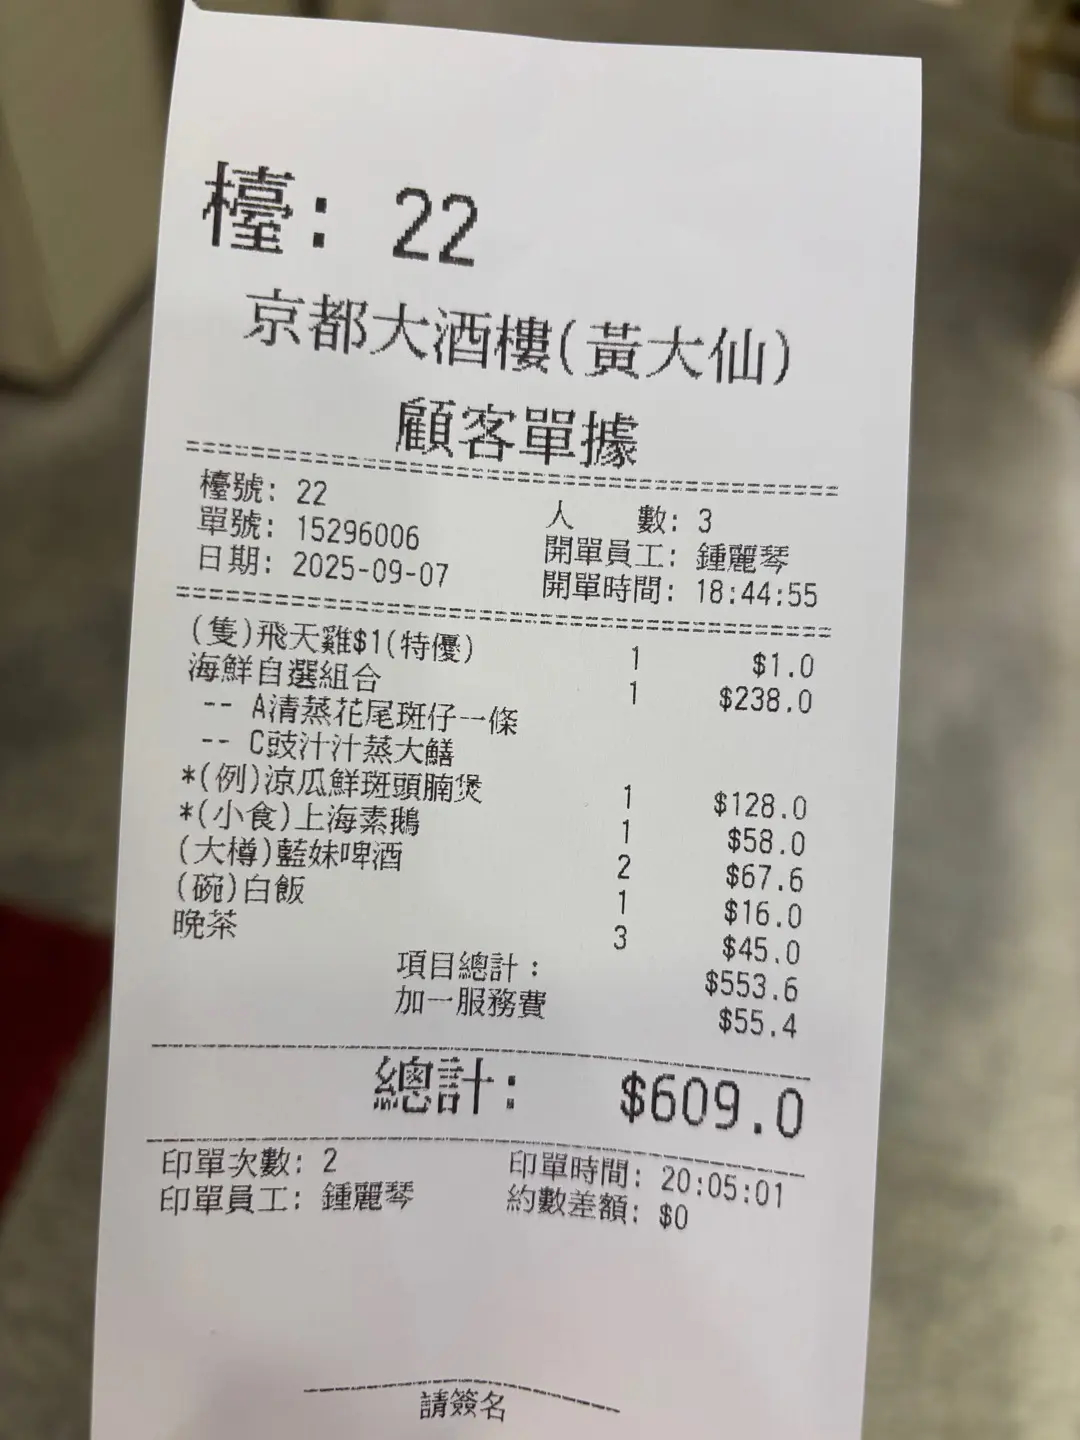 檯: 22
京都大酒樓(黃大仙)
顧客單據
檯號: 22 人 數: 3
單號: 15296006 開單員工: 鍾麗琴
日期: 2025-09-07 開單時間: 18:44:55
(隻)飛天雞$1(特優) 1 $1.0
海鮮自選組合 1 $238.0
-- A清蒸花尾斑仔一條
-- C豉汁汁蒸大鱔
*(例)涼瓜鮮斑頭腩煲 1 $128.0
*(小食)上海素鵝 1 $58.0
(大樽)藍妹啤酒 2 $67.6
(碗)白飯 1 $16.0
晚茶 3 $45.0
項目總計: $553.6
加一服務費 $55.4
總計: $609.0
印單次數: 2 印單時間: 20:05:01
印單員工: 鍾麗琴 約數差額: $0
請簽名